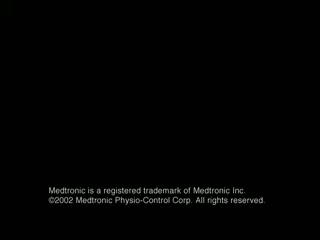 Medtronic is a registered trademark of Medtronic Inc.
©2002 Medtronic Physio-Control Corp. All rights reserved.